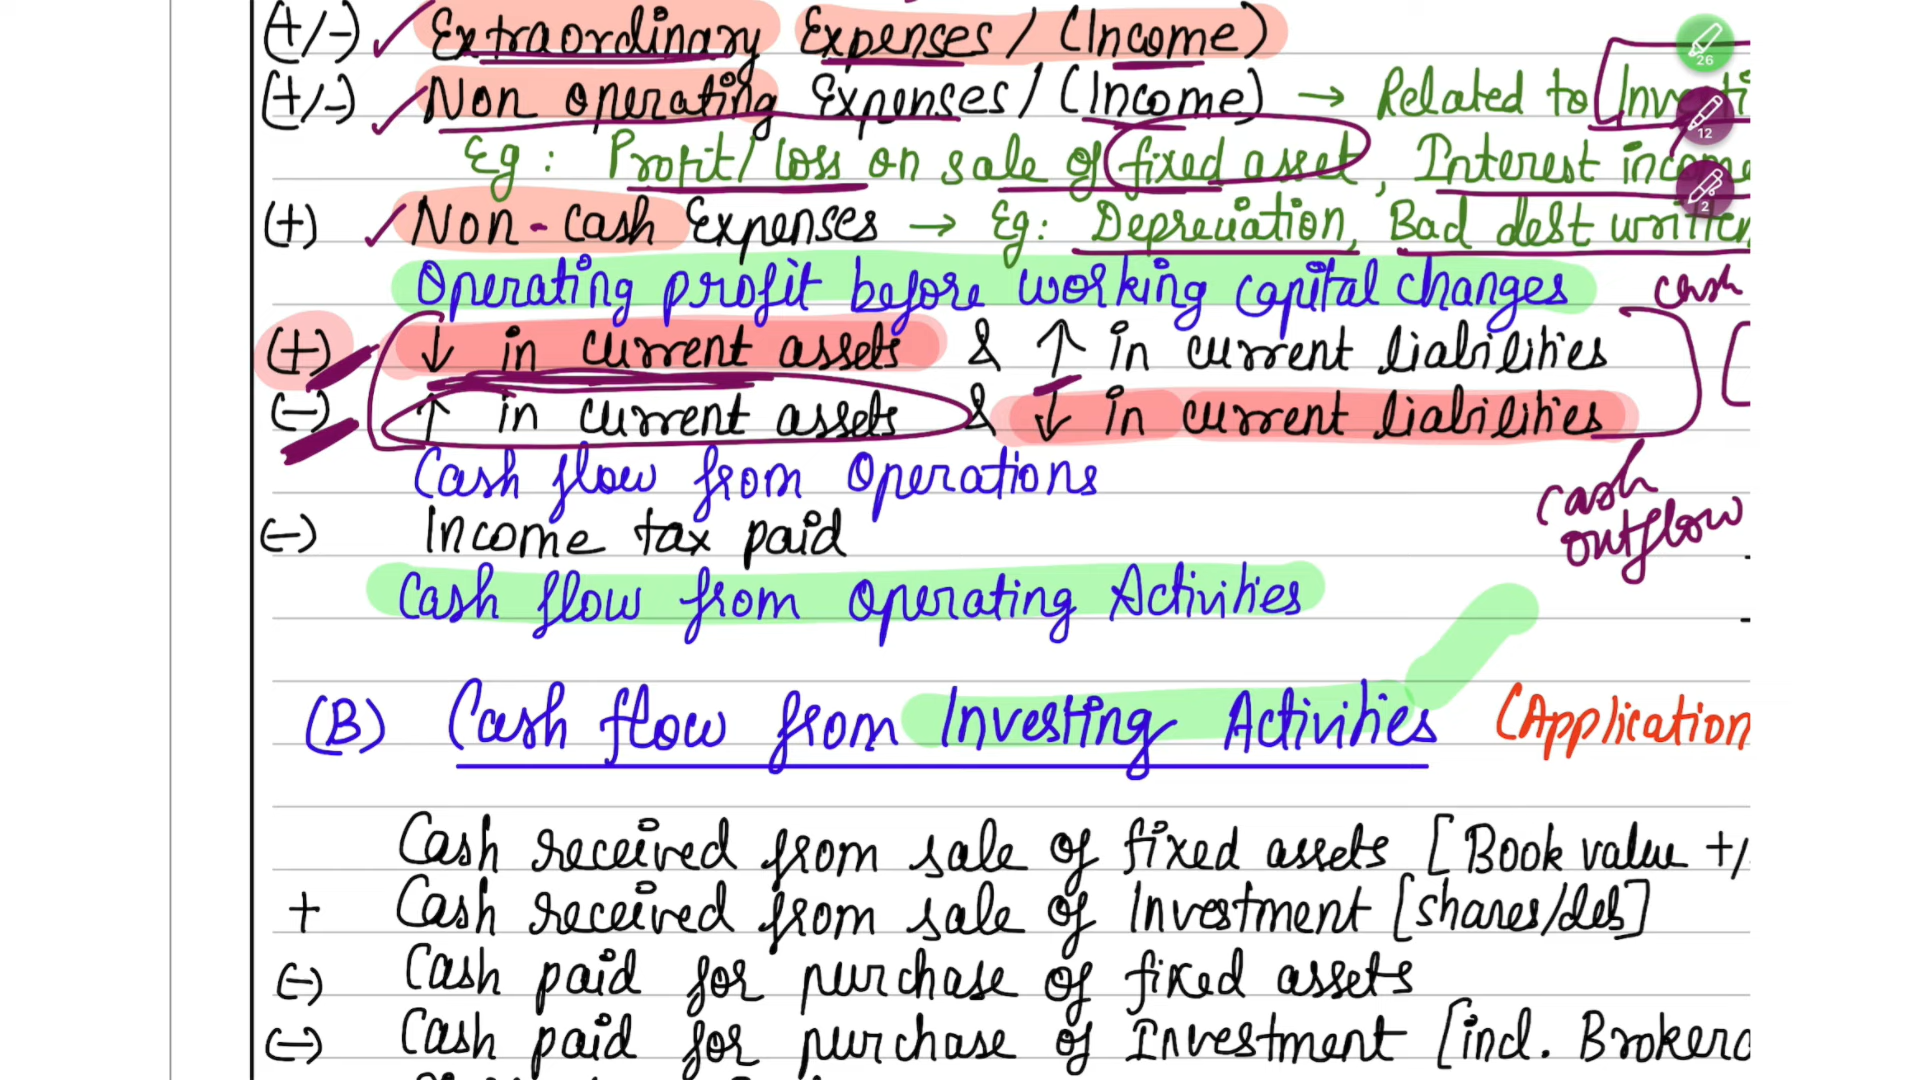 (+/-) Extraordinary Expenses / (Income)
(+/-) Non operating Expenses / (Income) → Related to
Eg : Profit / loss on sale of fixed asset, Interest income
(+) Non - cash Expenses → Eg: Depreciation, Bad debt written
Operating profit before working capital changes
cash
(+) ↓ in current assets & ↑ in current liabilities
(-) ↑ in current assets & ↓ in current liabilities
Cash flow from Operations
cash outflow
(-) Income tax paid
Cash flow from Operating Activities
(B) Cash flow from Investing Activities (Application
Cash received from sale of fixed assets [Book value +/
+ Cash received from sale of Investment [shares/deb]
(-) Cash paid for purchase of fixed assets
(-) Cash paid for purchase of Investment [incl.
26
12
2